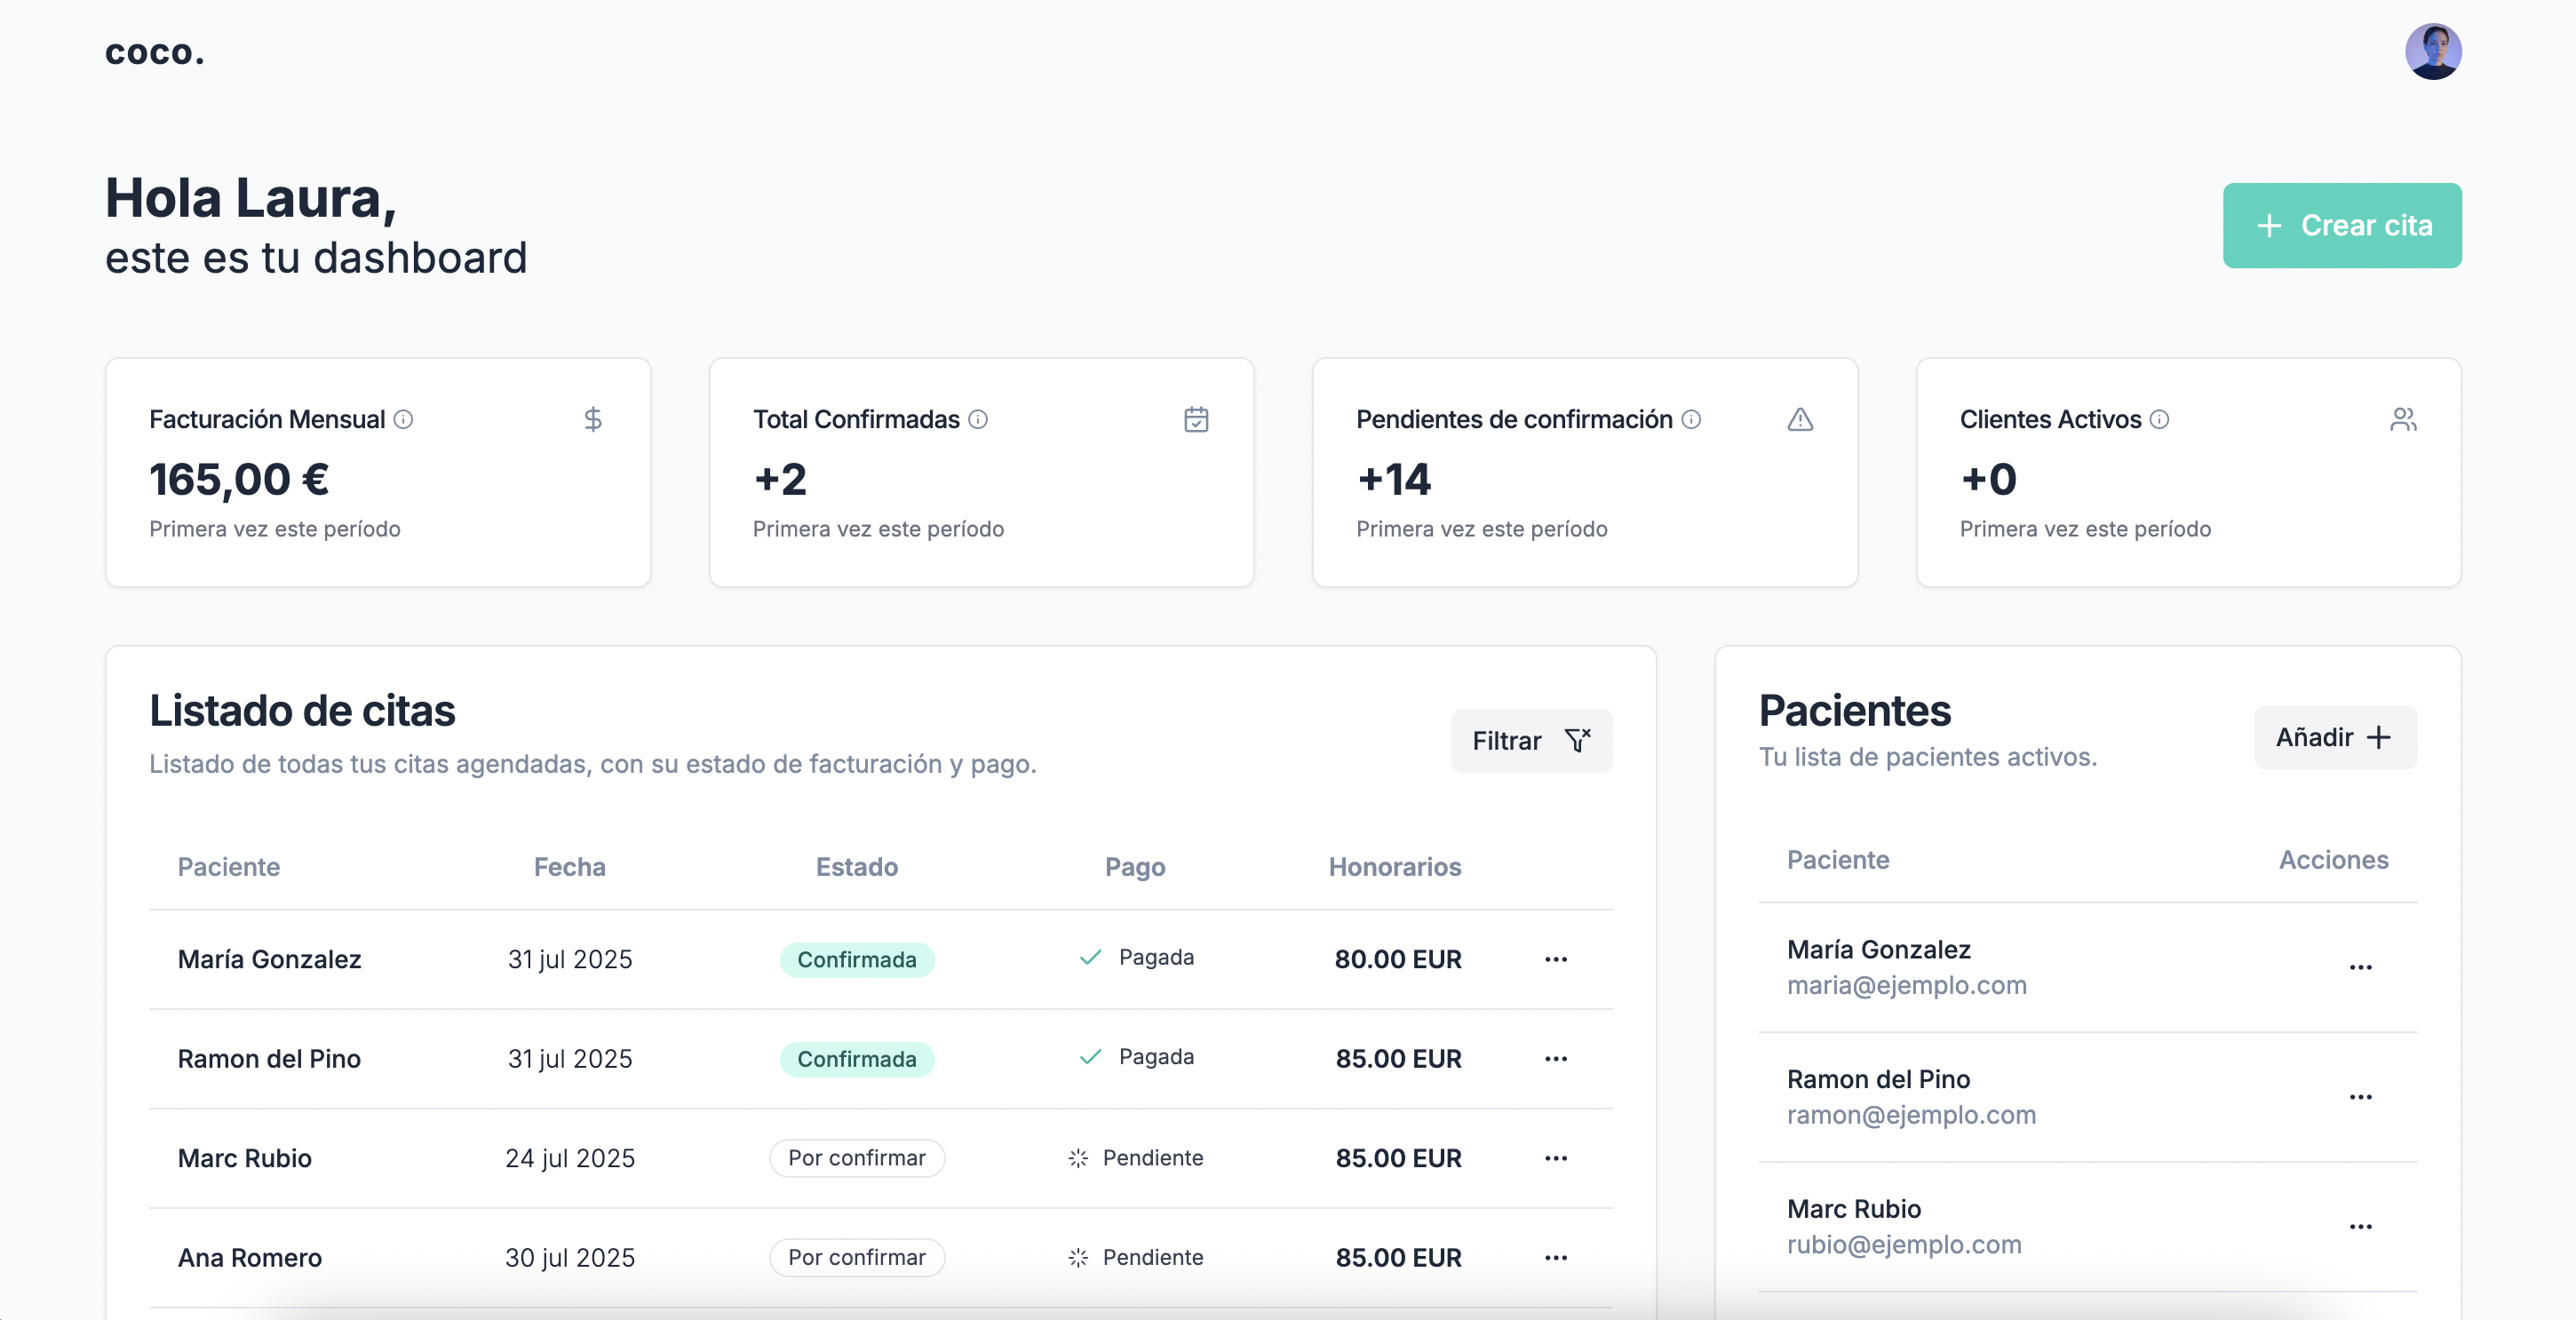 coco.
Hola Laura,
este es tu dashboard
+ Crear cita
Facturación Mensual
165,00 €
Primera vez este período
Total Confirmadas
+2
Primera vez este período
Pendientes de confirmación
+14
Primera vez este período
Clientes Activos
+0
Primera vez este período
Listado de citas
Listado de todas tus citas agendadas, con su estado de facturación y pago.
Filtrar
Paciente Fecha Estado Pago Honorarios
María Gonzalez 31 jul 2025 Confirmada Pagada 80.00 EUR
Ramon del Pino 31 jul 2025 Confirmada Pagada 85.00 EUR
Marc Rubio 24 jul 2025 Por confirmar Pendiente 85.00 EUR
Ana Romero 30 jul 2025 Por confirmar Pendiente 85.00 EUR
Pacientes
Tu lista de pacientes activos.
Añadir +
Paciente Acciones
María Gonzalez
maria@ejemplo.com
Ramon del Pino
ramon@ejemplo.com
Marc Rubio
rubio@ejemplo.com